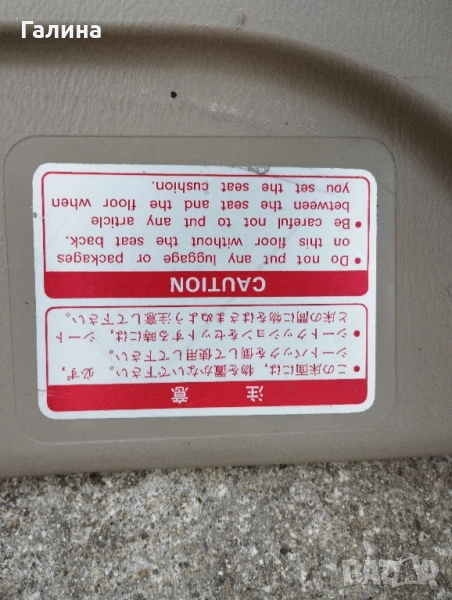 Галина
注 意
• この床面には、物を置かないで下さい。必ず、
シートバックを倒して使用して下さい。
• シートクッションをセットする時には、シート
と床の間に物をはさまぬよう注意して下さい。
CAUTION
• Do not put any luggage or packages
on this floor without the seat back.
• Be careful not to put any article
between the seat and the floor when
you set the seat cushion.
BAZAR